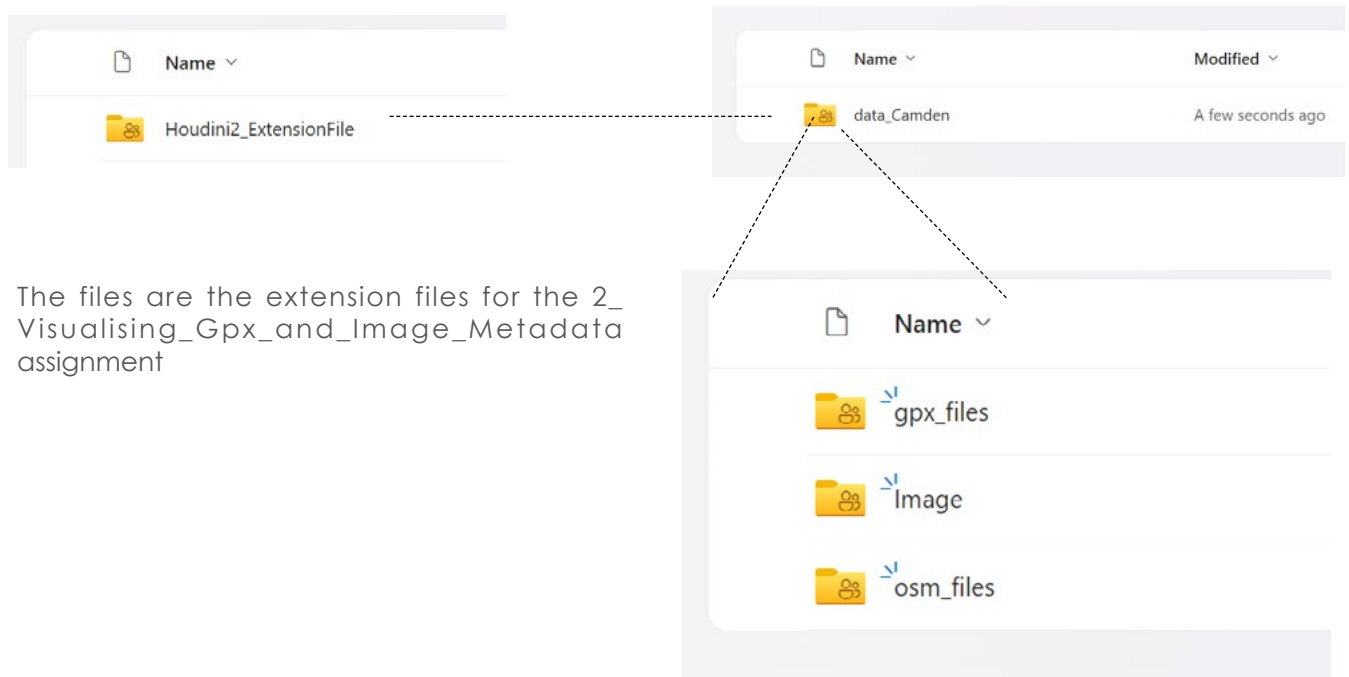 Name
Houdini2_ExtensionFile
Name Modified
data_Camden A few seconds ago
The files are the extension files for the 2_
Visualising_Gpx_and_Image_Metadata
assignment
Name
gpx_files
Image
osm_files